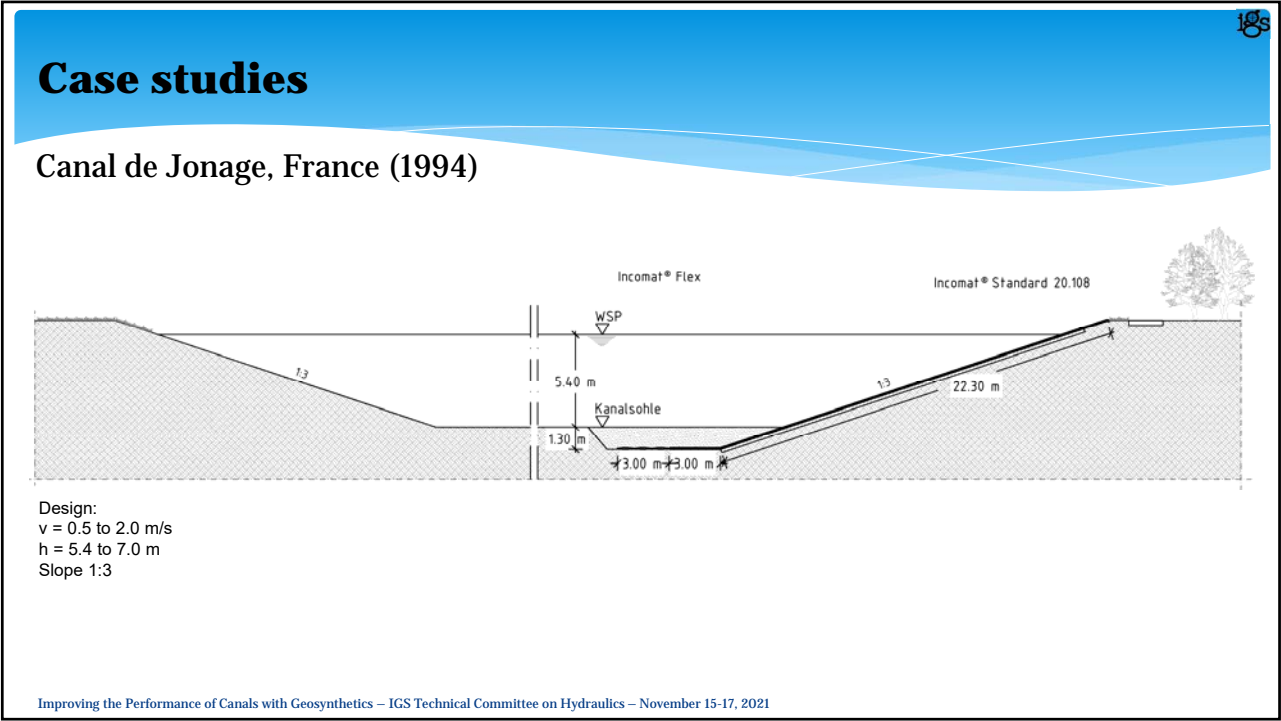 igs
Case studies
Canal de Jonage, France (1994)
Incomat® Flex
Incomat® Standard 20.108
WSP
1:3
5.40 m
1:3
22.30 m
Kanalsohle
1.30 m
3.00 m
3.00 m
Design:
v = 0.5 to 2.0 m/s
h = 5.4 to 7.0 m
Slope 1:3
Improving the Performance of Canals with Geosynthetics – IGS Technical Committee on Hydraulics – November 15-17, 2021